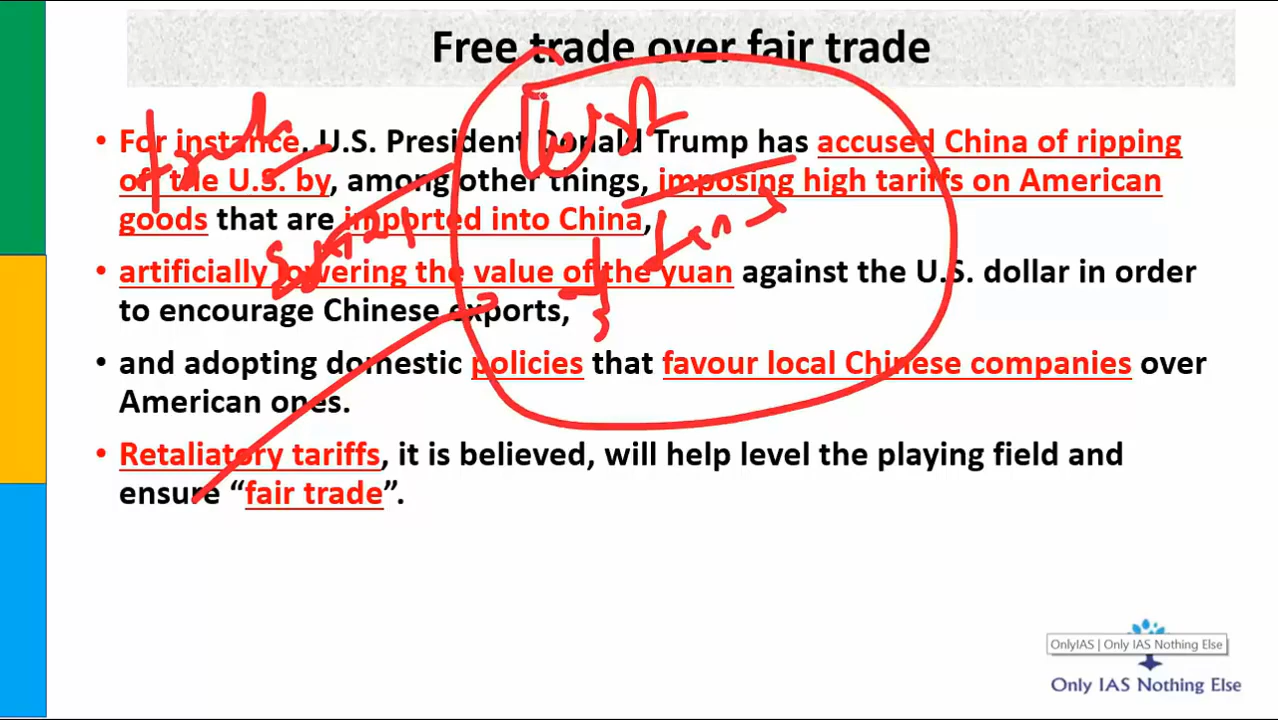 Free trade over fair trade
• For instance, U.S. President Donald Trump has accused China of ripping
off the U.S. by, among other things, imposing high tariffs on American
goods that are imported into China,
• artificially lowering the value of the yuan against the U.S. dollar in order
to encourage Chinese exports,
• and adopting domestic policies that favour local Chinese companies over
American ones.
• Retaliatory tariffs, it is believed, will help level the playing field and
ensure “fair trade”.
OnlyIAS | Only IAS Nothing Else
Only IAS Nothing Else